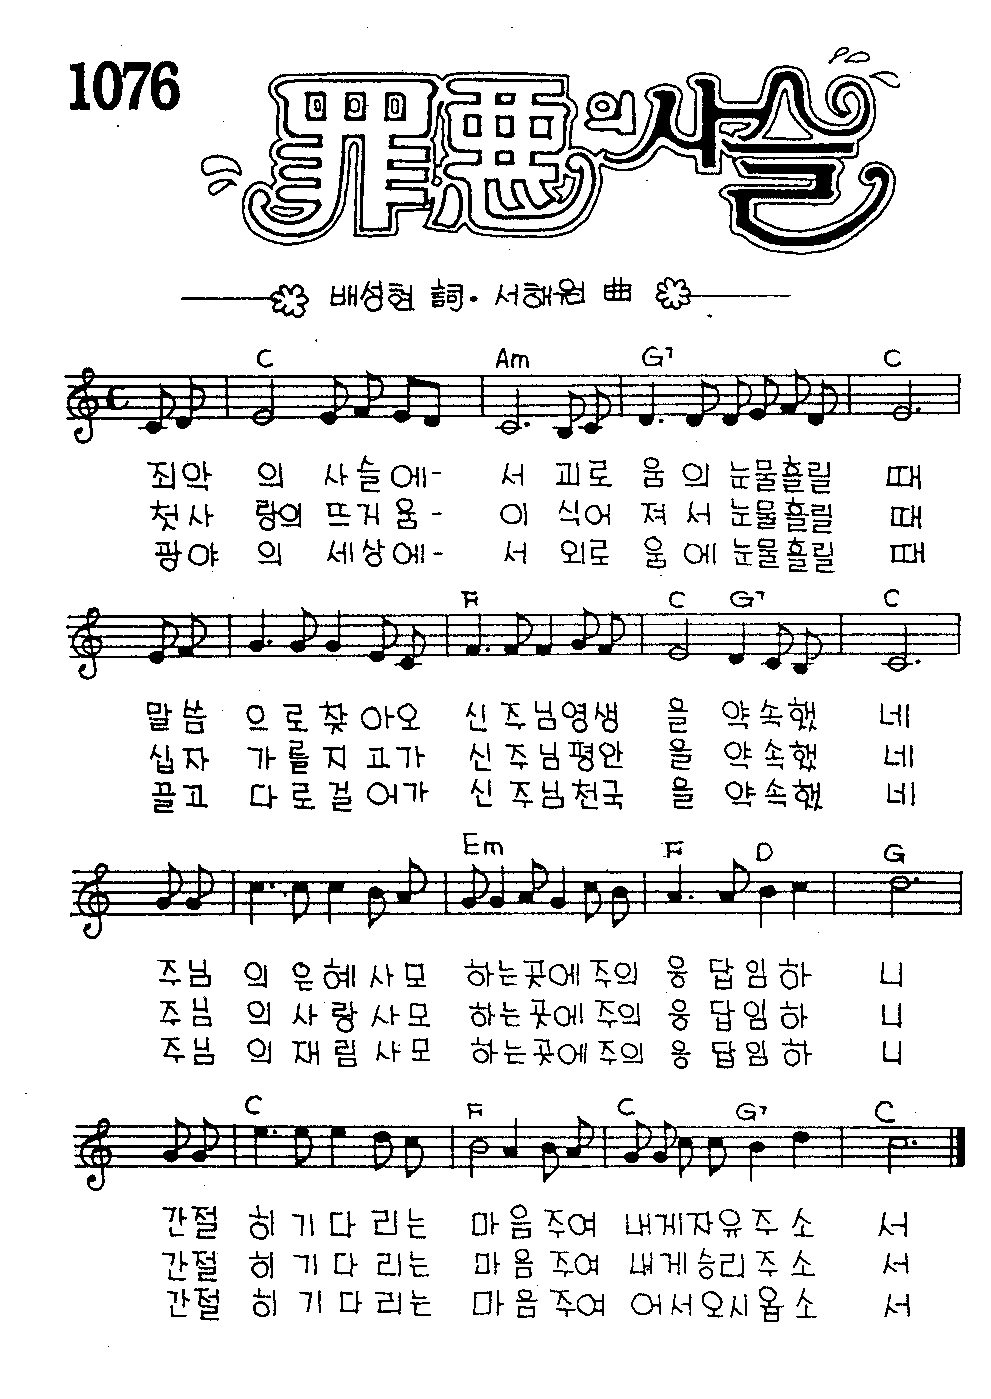 1076
罪悪의 사슬
배성현 詞・서해원 曲
C Am G7 C
죄악 의 사슬에- 서 괴로 움 의 눈물흘릴 때
첫사 랑의 뜨거움 - 이 식어 져 서 눈물흘릴 때
광야 의 세상에- 서 외로 움 에 눈물흘릴 때
F C G7 C
말씀 으로찾아오 신 주님영생 을 약속했 네
십자 가를지고가 신 주님평안 을 약속했 네
끌고 다로걸어가 신 주님천국 을 약속했 네
Em F D G
주님 의 은혜사모 하는곳에주의 응 답임하 니
주님 의 사랑사모 하는곳에주의 응 답임하 니
주님 의 재림사모 하는곳에주의 응 답임하 니
C F C G7 C
간절 히 기다리는 마음주여 내게자유주소 서
간절 히 기다리는 마음주여 내게승리주소 서
간절 히 기다리는 마음주여 어서오시옵소 서